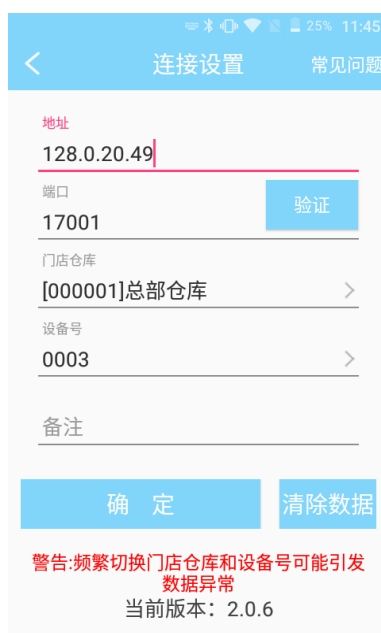 25% 11:45
连接设置 常见问题
地址
128.0.20.49
端口
17001 验证
门店仓库
[000001]总部仓库
设备号
0003
备注
确 定 清除数据
警告:频繁切换门店仓库和设备号可能引发
数据异常
当前版本：2.0.6